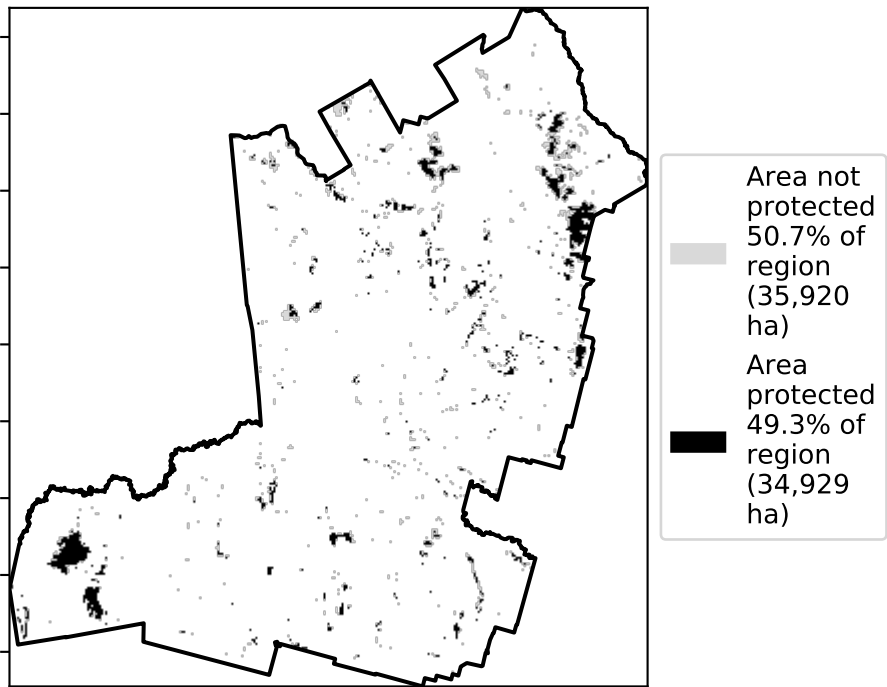 Area not
protected
50.7% of
region
(35,920
ha)
Area
protected
49.3% of
region
(34,929
ha)